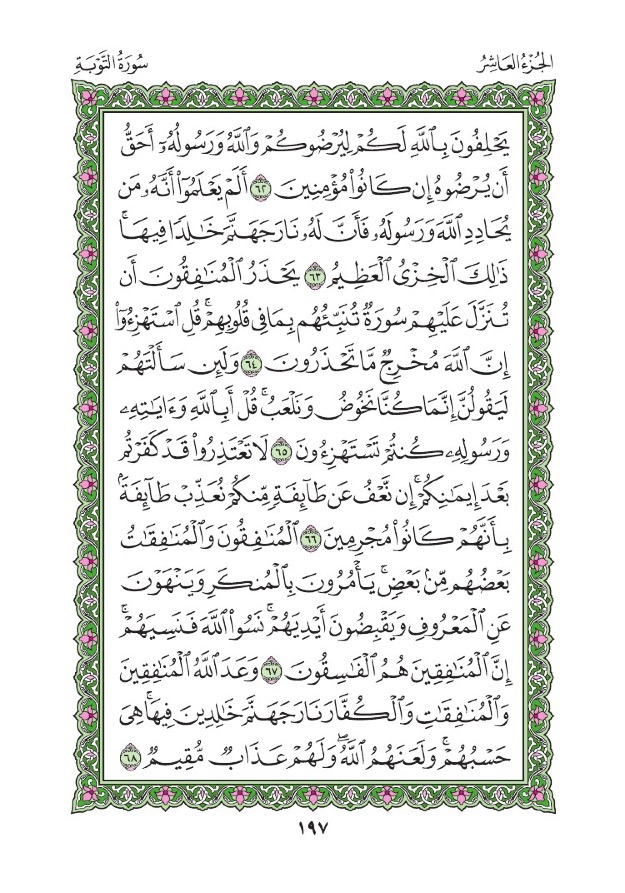 سُورَةُ التَّوْبَةِ
الجُزْءُ العَاشِرُ
يَحْلِفُونَ بِٱللَّهِ لَكُمْ لِيُرْضُوكُمْ وَٱللَّهُ وَرَسُولُهُۥٓ أَحَقُّ
أَن يُرْضُوهُ إِن كَانُوا۟ مُؤْمِنِينَ ٦٢ أَلَمْ يَعْلَمُوٓا۟ أَنَّهُۥ مَن
يُحَادِدِ ٱللَّهَ وَرَسُولَهُۥ فَأَنَّ لَهُۥ نَارَ جَهَنَّمَ خَٰلِدًا فِيهَا ۚ
ذَٰلِكَ ٱلْخِزْىُ ٱلْعَظِيمُ ٦٣ يَحْذَرُ ٱلْمُنَٰفِقُونَ أَن
تُنَزَّلَ عَلَيْهِمْ سُورَةٌ تُنَبِّئُهُم بِمَا فِى قُلُوبِهِمْ ۚ قُلِ ٱسْتَهْزِءُوٓا۟
إِنَّ ٱللَّهَ مُخْرِجٌ مَّا تَحْذَرُونَ ٦٤ وَلَئِن سَأَلْتَهُمْ
لَيَقُولُنَّ إِنَّمَا كُنَّا نَخُوضُ وَنَلْعَبُ ۚ قُلْ أَبِٱللَّهِ وَءَايَٰتِهِۦ
وَرَسُولِهِۦ كُنتُمْ تَسْتَهْزِءُونَ ٦٥ لَا تَعْتَذِرُوا۟ قَدْ كَفَرْتُم
بَعْدَ إِيمَٰنِكُمْ ۚ إِن نَّعْفُ عَن طَآئِفَةٍ مِّنكُمْ نُعَذِّبْ طَآئِفَةًۢ
بِأَنَّهُمْ كَانُوا۟ مُجْرِمِينَ ٦٦ ٱلْمُنَٰفِقُونَ وَٱلْمُنَٰفِقَٰتُ
بَعْضُهُم مِّنۢ بَعْضٍ ۚ يَأْمُرُونَ بِٱلْمُنكَرِ وَيَنْهَوْنَ
عَنِ ٱلْمَعْرُوفِ وَيَقْبِضُونَ أَيْدِيَهُمْ ۚ نَسُوا۟ ٱللَّهَ فَنَسِيَهُمْ ۗ
إِنَّ ٱلْمُنَٰفِقِينَ هُمُ ٱلْفَٰسِقُونَ ٦٧ وَعَدَ ٱللَّهُ ٱلْمُنَٰفِقِينَ
وَٱلْمُنَٰفِقَٰتِ وَٱلْكُفَّارَ نَارَ جَهَنَّمَ خَٰلِدِينَ فِيهَا ۚ هِىَ
حَسْبُهُمْ ۚ وَلَعَنَهُمُ ٱللَّهُ ۖ وَلَهُمْ عَذَابٌ مُّقِيمٌ ٦٨
١٩٧